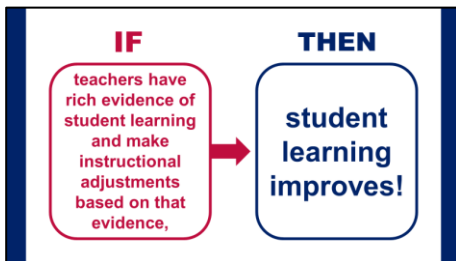 IF
teachers have
rich evidence of
student learning
and make
instructional
adjustments
based on that
evidence,
THEN
student
learning
improves!